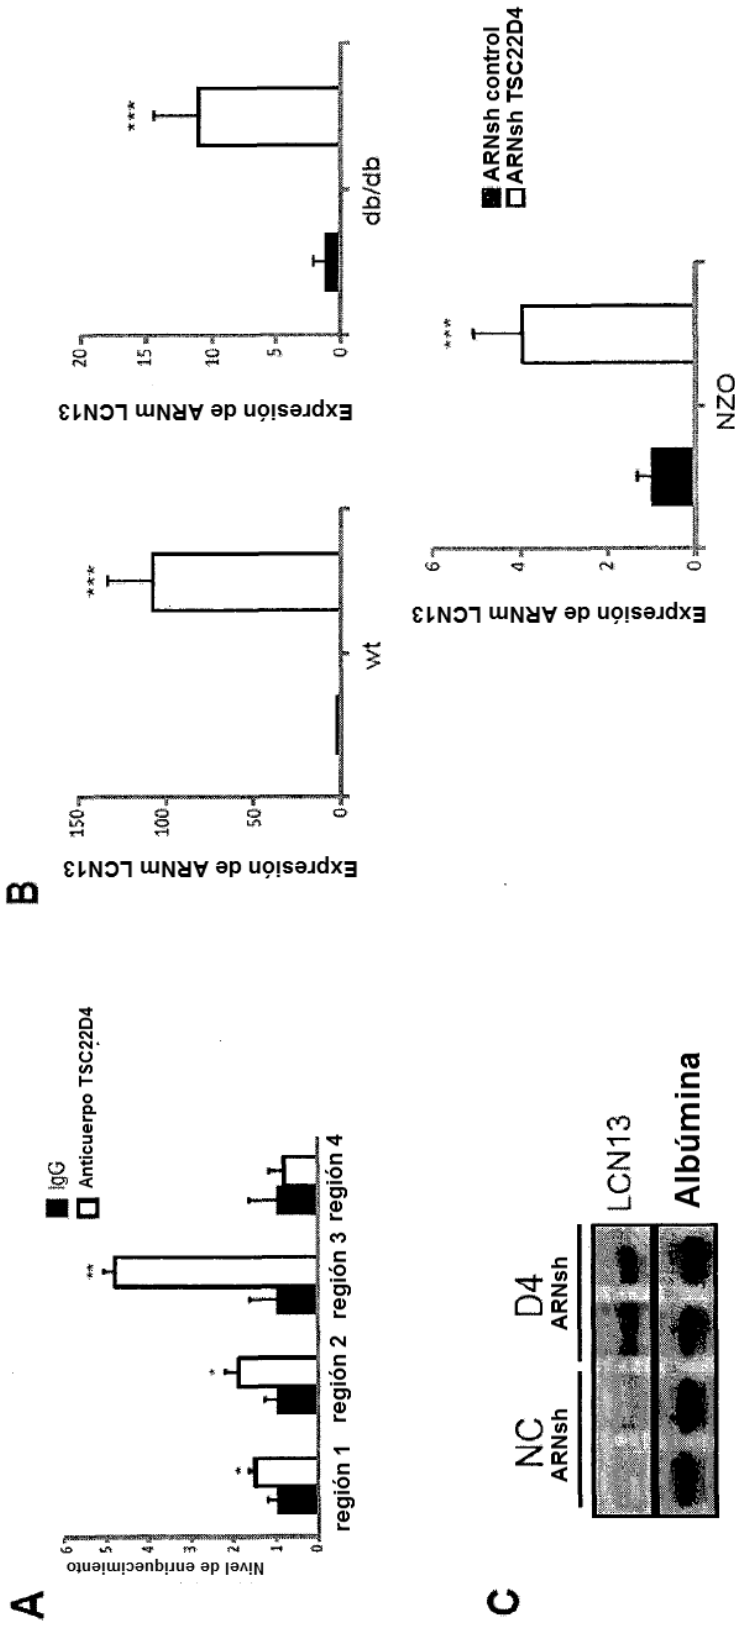 A
Nivel de enriquecimiento
6
5
4
3
2
1
0
región 1
región 2
región 3
región 4
*
*
**
IgG
Anticuerpo TSC22D4
B
Expresión de ARNm LCN13
150
100
50
0
***
wt
Expresión de ARNm LCN13
20
15
10
5
0
***
db/db
Expresión de ARNm LCN13
6
4
2
0
***
NZO
ARNsh control
ARNsh TSC22D4
C
NC
ARNsh
D4
ARNsh
LCN13
Albúmina